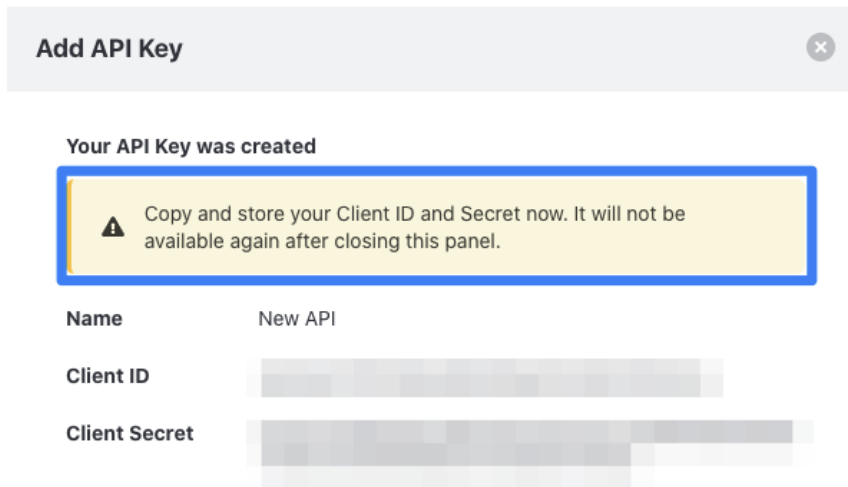 Add API Key
Your API Key was created
Copy and store your Client ID and Secret now. It will not be
available again after closing this panel.
Name New API
Client ID
Client Secret